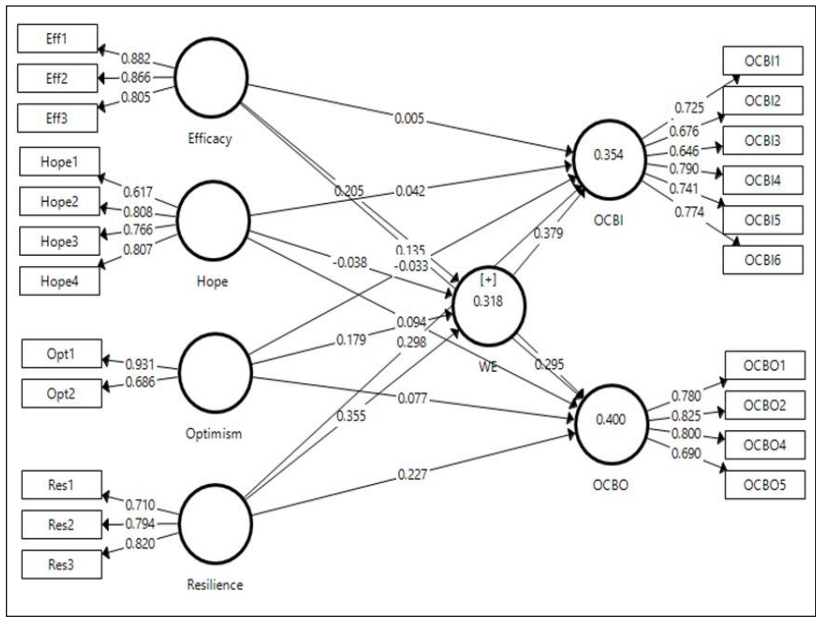 Eff1
0.882
Eff2
0.866
Eff3
0.805
Efficacy
Hope1
0.617
Hope2
0.808
Hope3
0.766
Hope4
0.807
Hope
Opt1
0.931
Opt2
0.686
Optimism
Res1
0.710
Res2
0.794
Res3
0.820
Resilience
0.005
0.205
0.042
0.135
-0.033
-0.038
0.094
0.179
0.298
0.355
0.077
0.227
[+]
0.318
WE
0.379
0.295
0.354
OCBI
0.400
OCBO
OCBI1
0.725
OCBI2
0.676
OCBI3
0.646
OCBI4
0.790
OCBI5
0.741
OCBI6
0.774
OCBO1
0.780
OCBO2
0.825
OCBO4
0.800
OCBO5
0.690